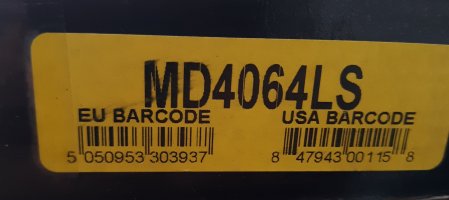 MD4064LS
EU BARCODE USA BARCODE
5 050953 303937 8 47943 00115 8